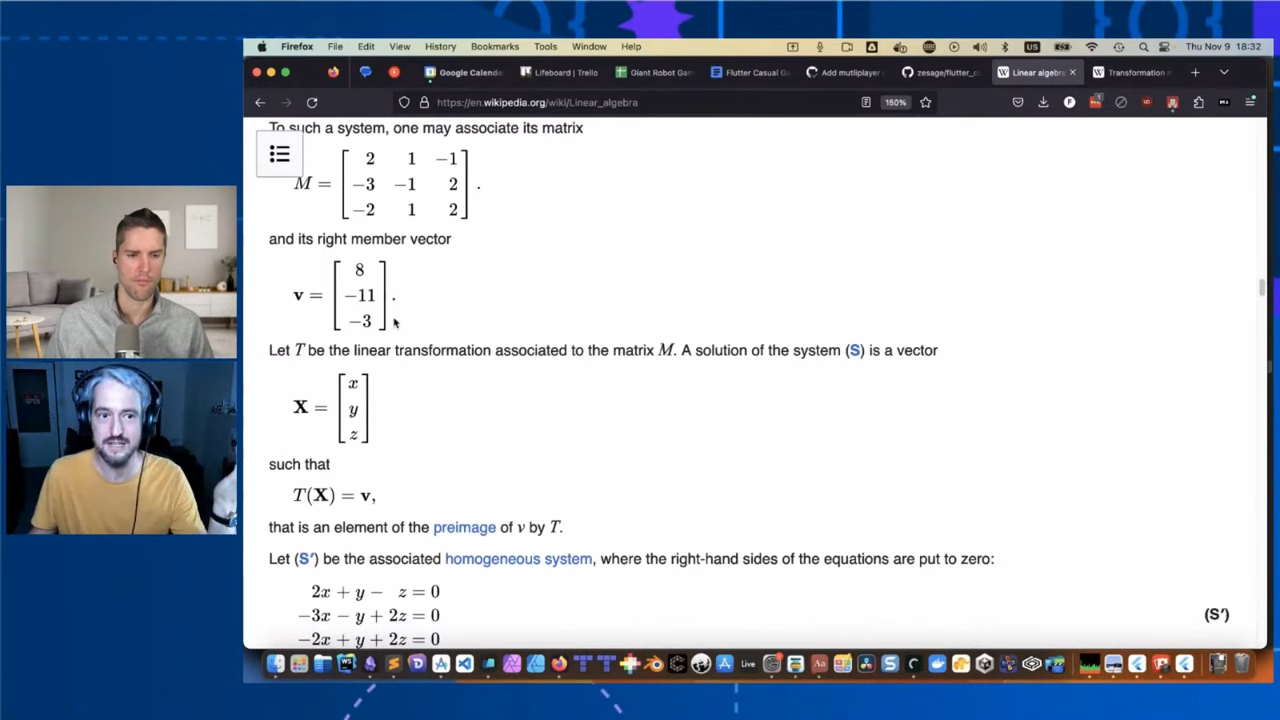 Firefox File Edit View History Bookmarks Tools Window Help US Thu Nov 9 18:32
Google Calenda Lifeboard | Trello Giant Robot Gam Flutter Casual G Add mutliplayer zesage/flutter_c Linear algebra Transformation
https://en.wikipedia.org/wiki/Linear_algebra 150%
To such a system, one may associate its matrix
M = [ 2 1 −1
−3 −1 2
−2 1 2 ] .
and its right member vector
v = [ 8
−11
−3 ] .
Let T be the linear transformation associated to the matrix M. A solution of the system (S) is a vector
X = [ x
y
z ]
such that
T(X) = v,
that is an element of the preimage of v by T.
Let (S′) be the associated homogeneous system, where the right-hand sides of the equations are put to zero:
2x + y − z = 0
−3x − y + 2z = 0 (S′)
−2x + y + 2z = 0
OPEN
Live